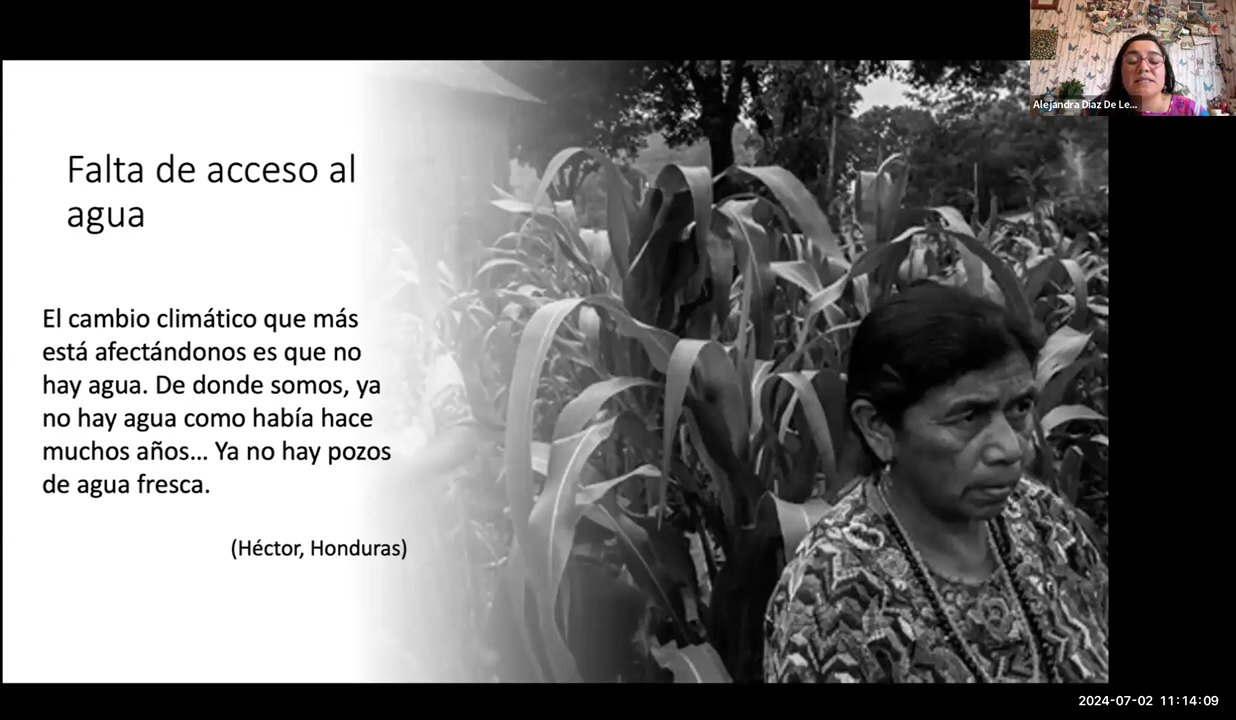 Alejandra Diaz De Le...
Falta de acceso al
agua
El cambio climático que más
está afectándonos es que no
hay agua. De donde somos, ya
no hay agua como había hace
muchos años... Ya no hay pozos
de agua fresca.
(Héctor, Honduras)
2024-07-02 11:14:09